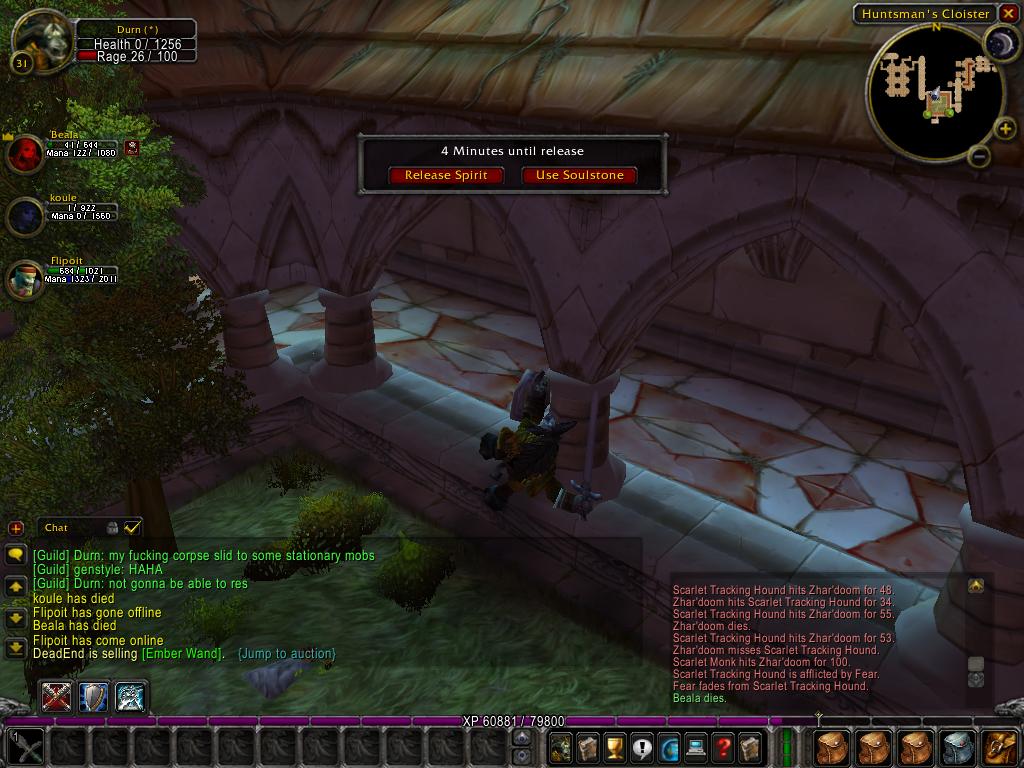 Durn (*)
Health 0 / 1256
31
Rage 26 / 100
Huntsman's Cloister
N
Beala
41 / 644
Mana 1227 1080
koule
1 / 922
Mana 0 / 1560
Flipoit
684 / 1021
Mana 1323 / 2011
4 Minutes until release
Release Spirit
Use Soulstone
Chat
[Guild] Durn: my fucking corpse slid to some stationary mobs
[Guild] genstyle: HAHA
[Guild] Durn: not gonna be able to res
koule has died
Flipoit has gone offline
Beala has died
Flipoit has come online
DeadEnd is selling [Ember Wand]. {Jump to auction}
Scarlet Tracking Hound hits Zhar'doom for 48.
Zhar'doom hits Scarlet Tracking Hound for 34.
Scarlet Tracking Hound hits Zhar'doom for 55.
Zhar'doom dies.
Scarlet Tracking Hound hits Zhar'doom for 53.
Zhar'doom misses Scarlet Tracking Hound.
Scarlet Monk hits Zhar'doom for 100.
Scarlet Tracking Hound is afflicted by Fear.
Fear fades from Scarlet Tracking Hound.
Beala dies.
XP 60881 / 79800
1